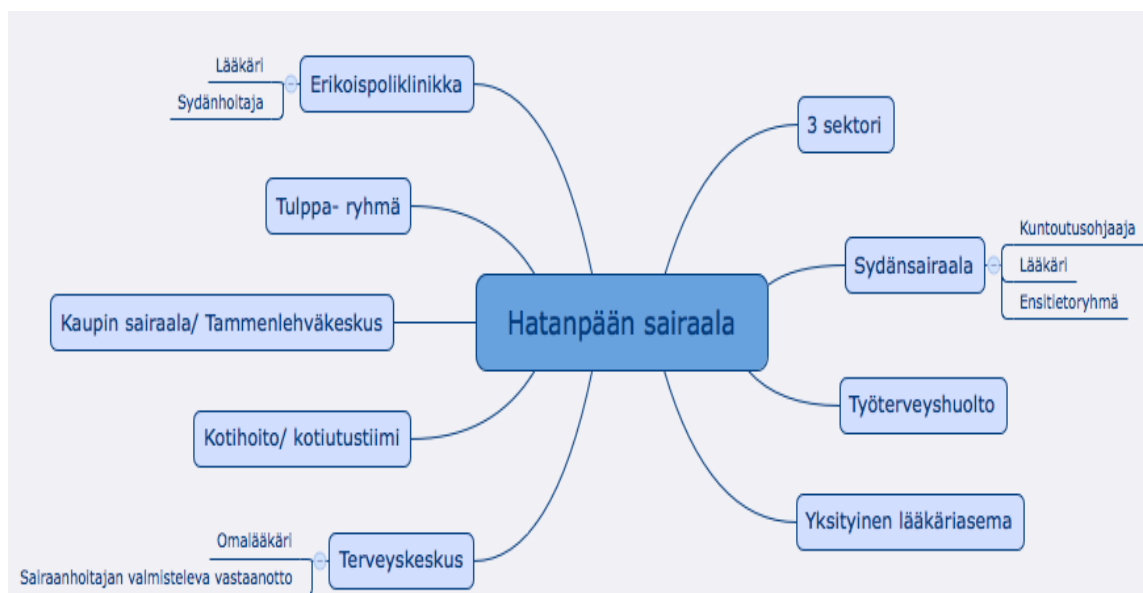 Lääkäri
Sydänhoitaja
Erikoispoliklinikka
Tulppa- ryhmä
Kaupin sairaala/ Tammenlehväkeskus
Kotihoito/ kotiutustiimi
Omalääkäri
Sairaanhoitajan valmisteleva vastaanotto
Terveyskeskus
Hatanpään sairaala
3 sektori
Sydänsairaala
Kuntoutusohjaaja
Lääkäri
Ensitietoryhmä
Työterveyshuolto
Yksityinen lääkäriasema